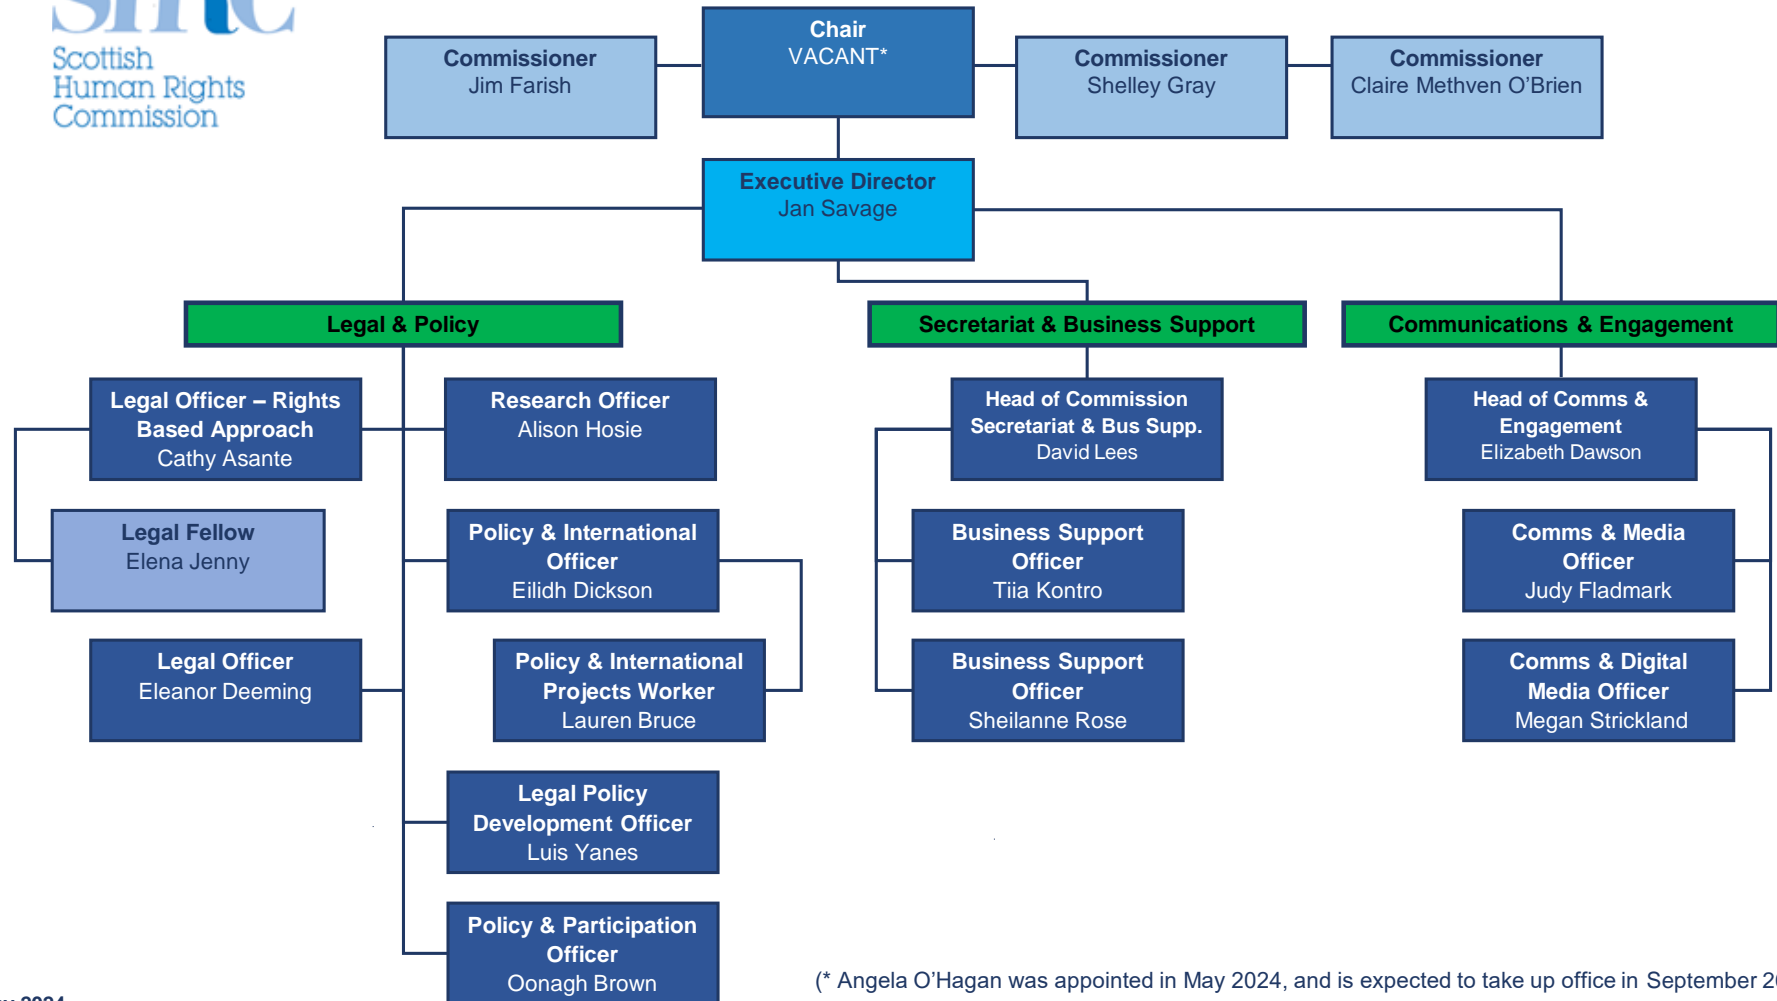 shrc
Scottish
Human Rights
Commission
Commissioner
Jim Farish
Chair
VACANT*
Commissioner
Shelley Gray
Commissioner
Claire Methven O’Brien
Executive Director
Jan Savage
Legal & Policy
Secretariat & Business Support
Communications & Engagement
Legal Officer – Rights
Based Approach
Cathy Asante
Research Officer
Alison Hosie
Head of Commission
Secretariat & Bus Supp.
David Lees
Head of Comms &
Engagement
Elizabeth Dawson
Legal Fellow
Elena Jenny
Policy & International
Officer
Eilidh Dickson
Business Support
Officer
Tiia Kontro
Comms & Media
Officer
Judy Fladmark
Legal Officer
Eleanor Deeming
Policy & International
Projects Worker
Lauren Bruce
Business Support
Officer
Sheilanne Rose
Comms & Digital
Media Officer
Megan Strickland
Legal Policy
Development Officer
Luis Yanes
Policy & Participation
Officer
Oonagh Brown
(* Angela O’Hagan was appointed in May 2024, and is expected to take up office in September
2024